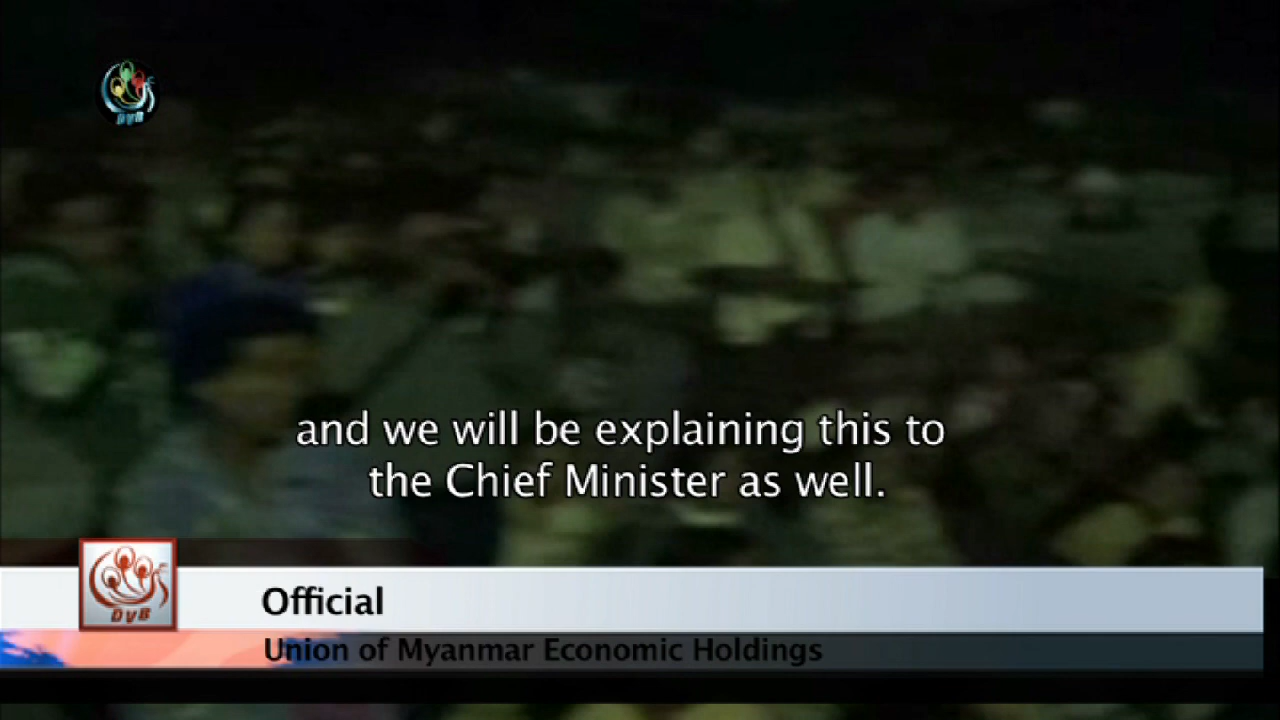 DVB
and we will be explaining this to
the Chief Minister as well.
DVB
Official
Union of Myanmar Economic Holdings